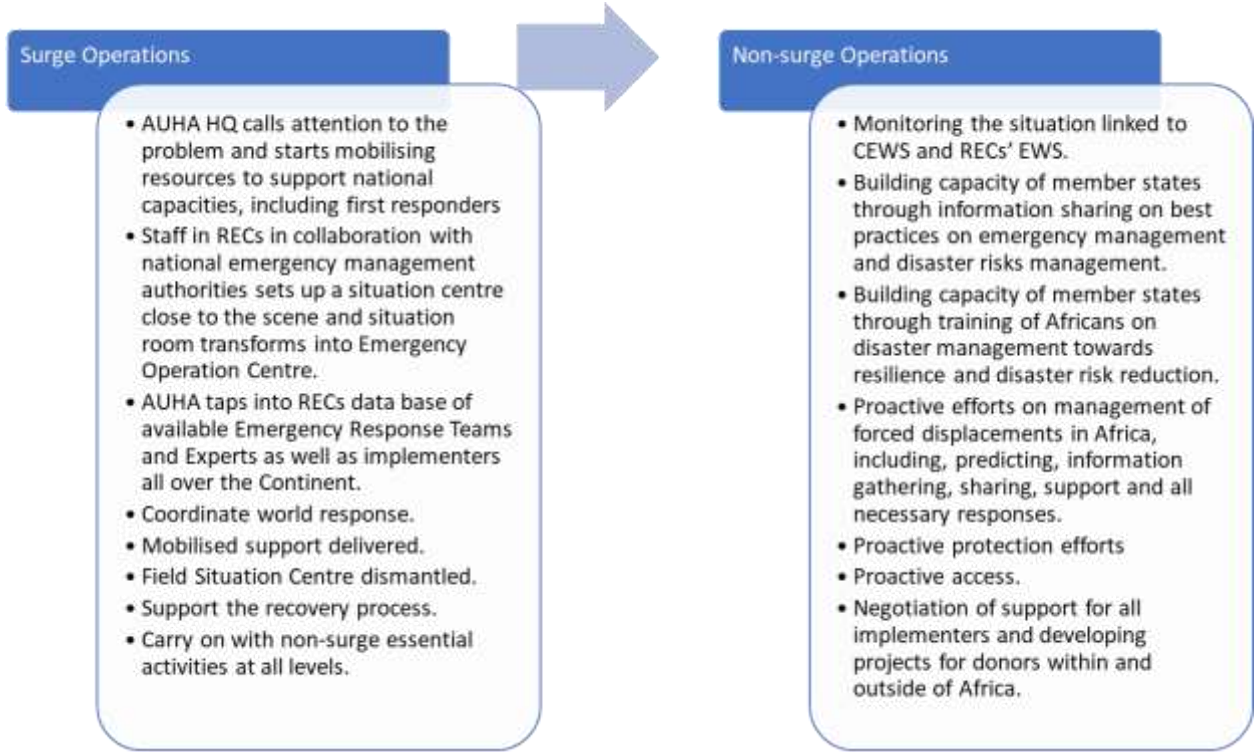 Surge Operations
• AUHA HQ calls attention to the
problem and starts mobilising
resources to support national
capacities, including first responders
• Staff in RECs in collaboration with
national emergency management
authorities sets up a situation centre
close to the scene and situation
room transforms into Emergency
Operation Centre.
• AUHA taps into RECs data base of
available Emergency Response Teams
and Experts as well as implementers
all over the Continent.
• Coordinate world response.
• Mobilised support delivered.
• Field Situation Centre dismantled.
• Support the recovery process.
• Carry on with non-surge essential
activities at all levels.
Non-surge Operations
• Monitoring the situation linked to
CEWS and RECs' EWS.
• Building capacity of member states
through information sharing on best
practices on emergency management
and disaster risks management.
• Building capacity of member states
through training of Africans on
disaster management towards
resilience and disaster risk reduction.
• Proactive efforts on management of
forced displacements in Africa,
including, predicting, information
gathering, sharing, support and all
necessary responses.
• Proactive protection efforts
• Proactive access.
• Negotiation of support for all
implementers and developing
projects for donors within and
outside of Africa.